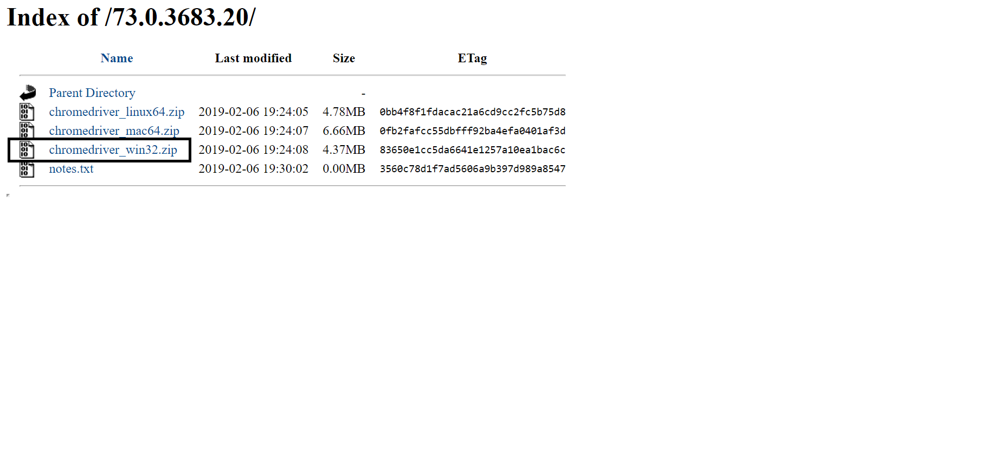 Index of /73.0.3683.20/
Name Last modified Size ETag
Parent Directory -
chromedriver_linux64.zip 2019-02-06 19:24:05 4.78MB 0bb4f8f1fdacac21a6cd9cc2fc5b75d8
chromedriver_mac64.zip 2019-02-06 19:24:07 6.66MB 0fb2fafcc55dbfff92ba4efa0401af3d
chromedriver_win32.zip 2019-02-06 19:24:08 4.37MB 83650e1cc5da6641e1257a10ea1bac6c
notes.txt 2019-02-06 19:30:02 0.00MB 3560c78d1f7ad5606a9b397d989a8547